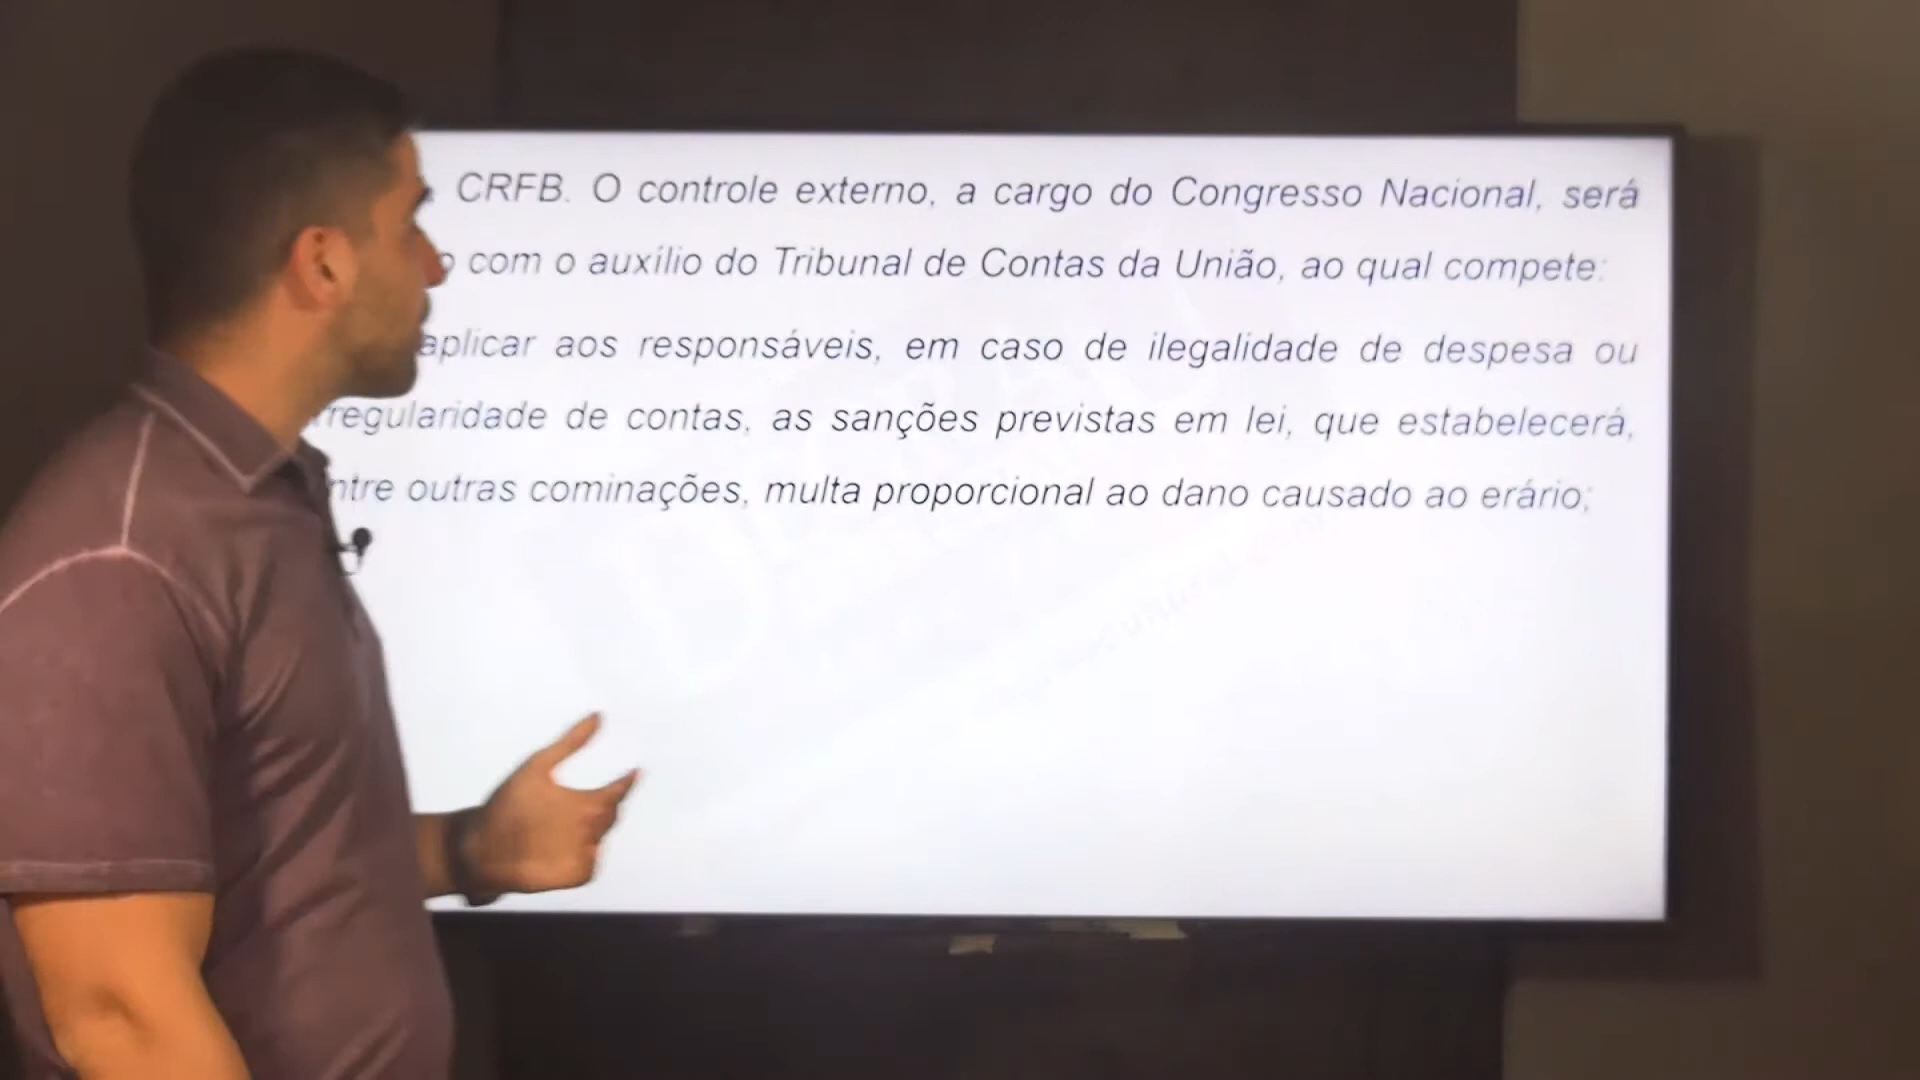 CRFB. O controle externo, a cargo do Congresso Nacional, será
com o auxílio do Tribunal de Contas da União, ao qual compete:
aplicar aos responsáveis, em caso de ilegalidade de despesa ou
rregularidade de contas, as sanções previstas em lei, que estabelecerá,
ntre outras cominações, multa proporcional ao dano causado ao erário;